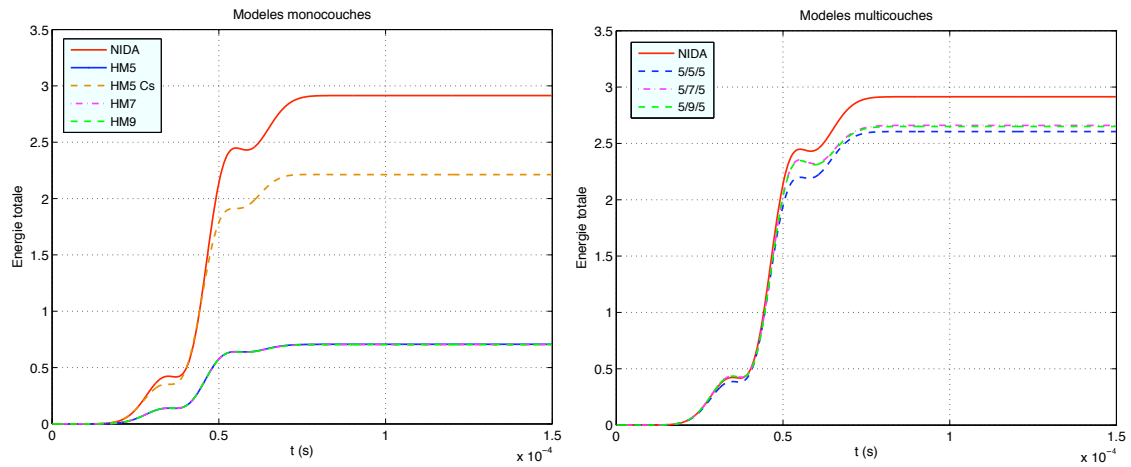 Modeles monocouches
3.5
3
2.5
2
1.5
1
0.5
0
Energie totale
NIDA
HM5
HM5 Cs
HM7
HM9
0
0.5
1
1.5
t (s)
x 10⁻⁴
Modeles multicouches
3.5
3
2.5
2
1.5
1
0.5
0
Energie totale
NIDA
5/5/5
5/7/5
5/9/5
0
0.5
1
1.5
t (s)
x 10⁻⁴